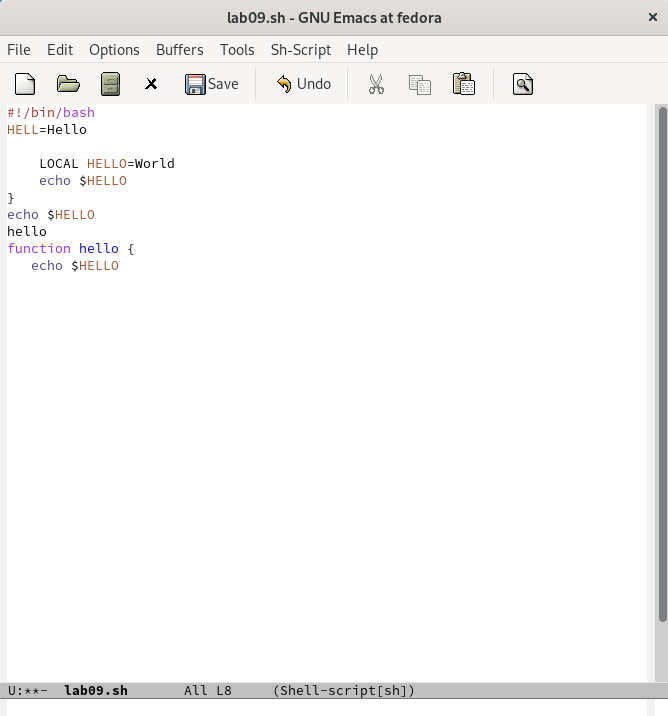 lab09.sh - GNU Emacs at fedora
File Edit Options Buffers Tools Sh-Script Help
Save Undo
#!/bin/bash
HELL=Hello
    LOCAL HELLO=World
    echo $HELLO
}
echo $HELLO
hello
function hello {
   echo $HELLO
U:**- lab09.sh All L8 (Shell-script[sh])